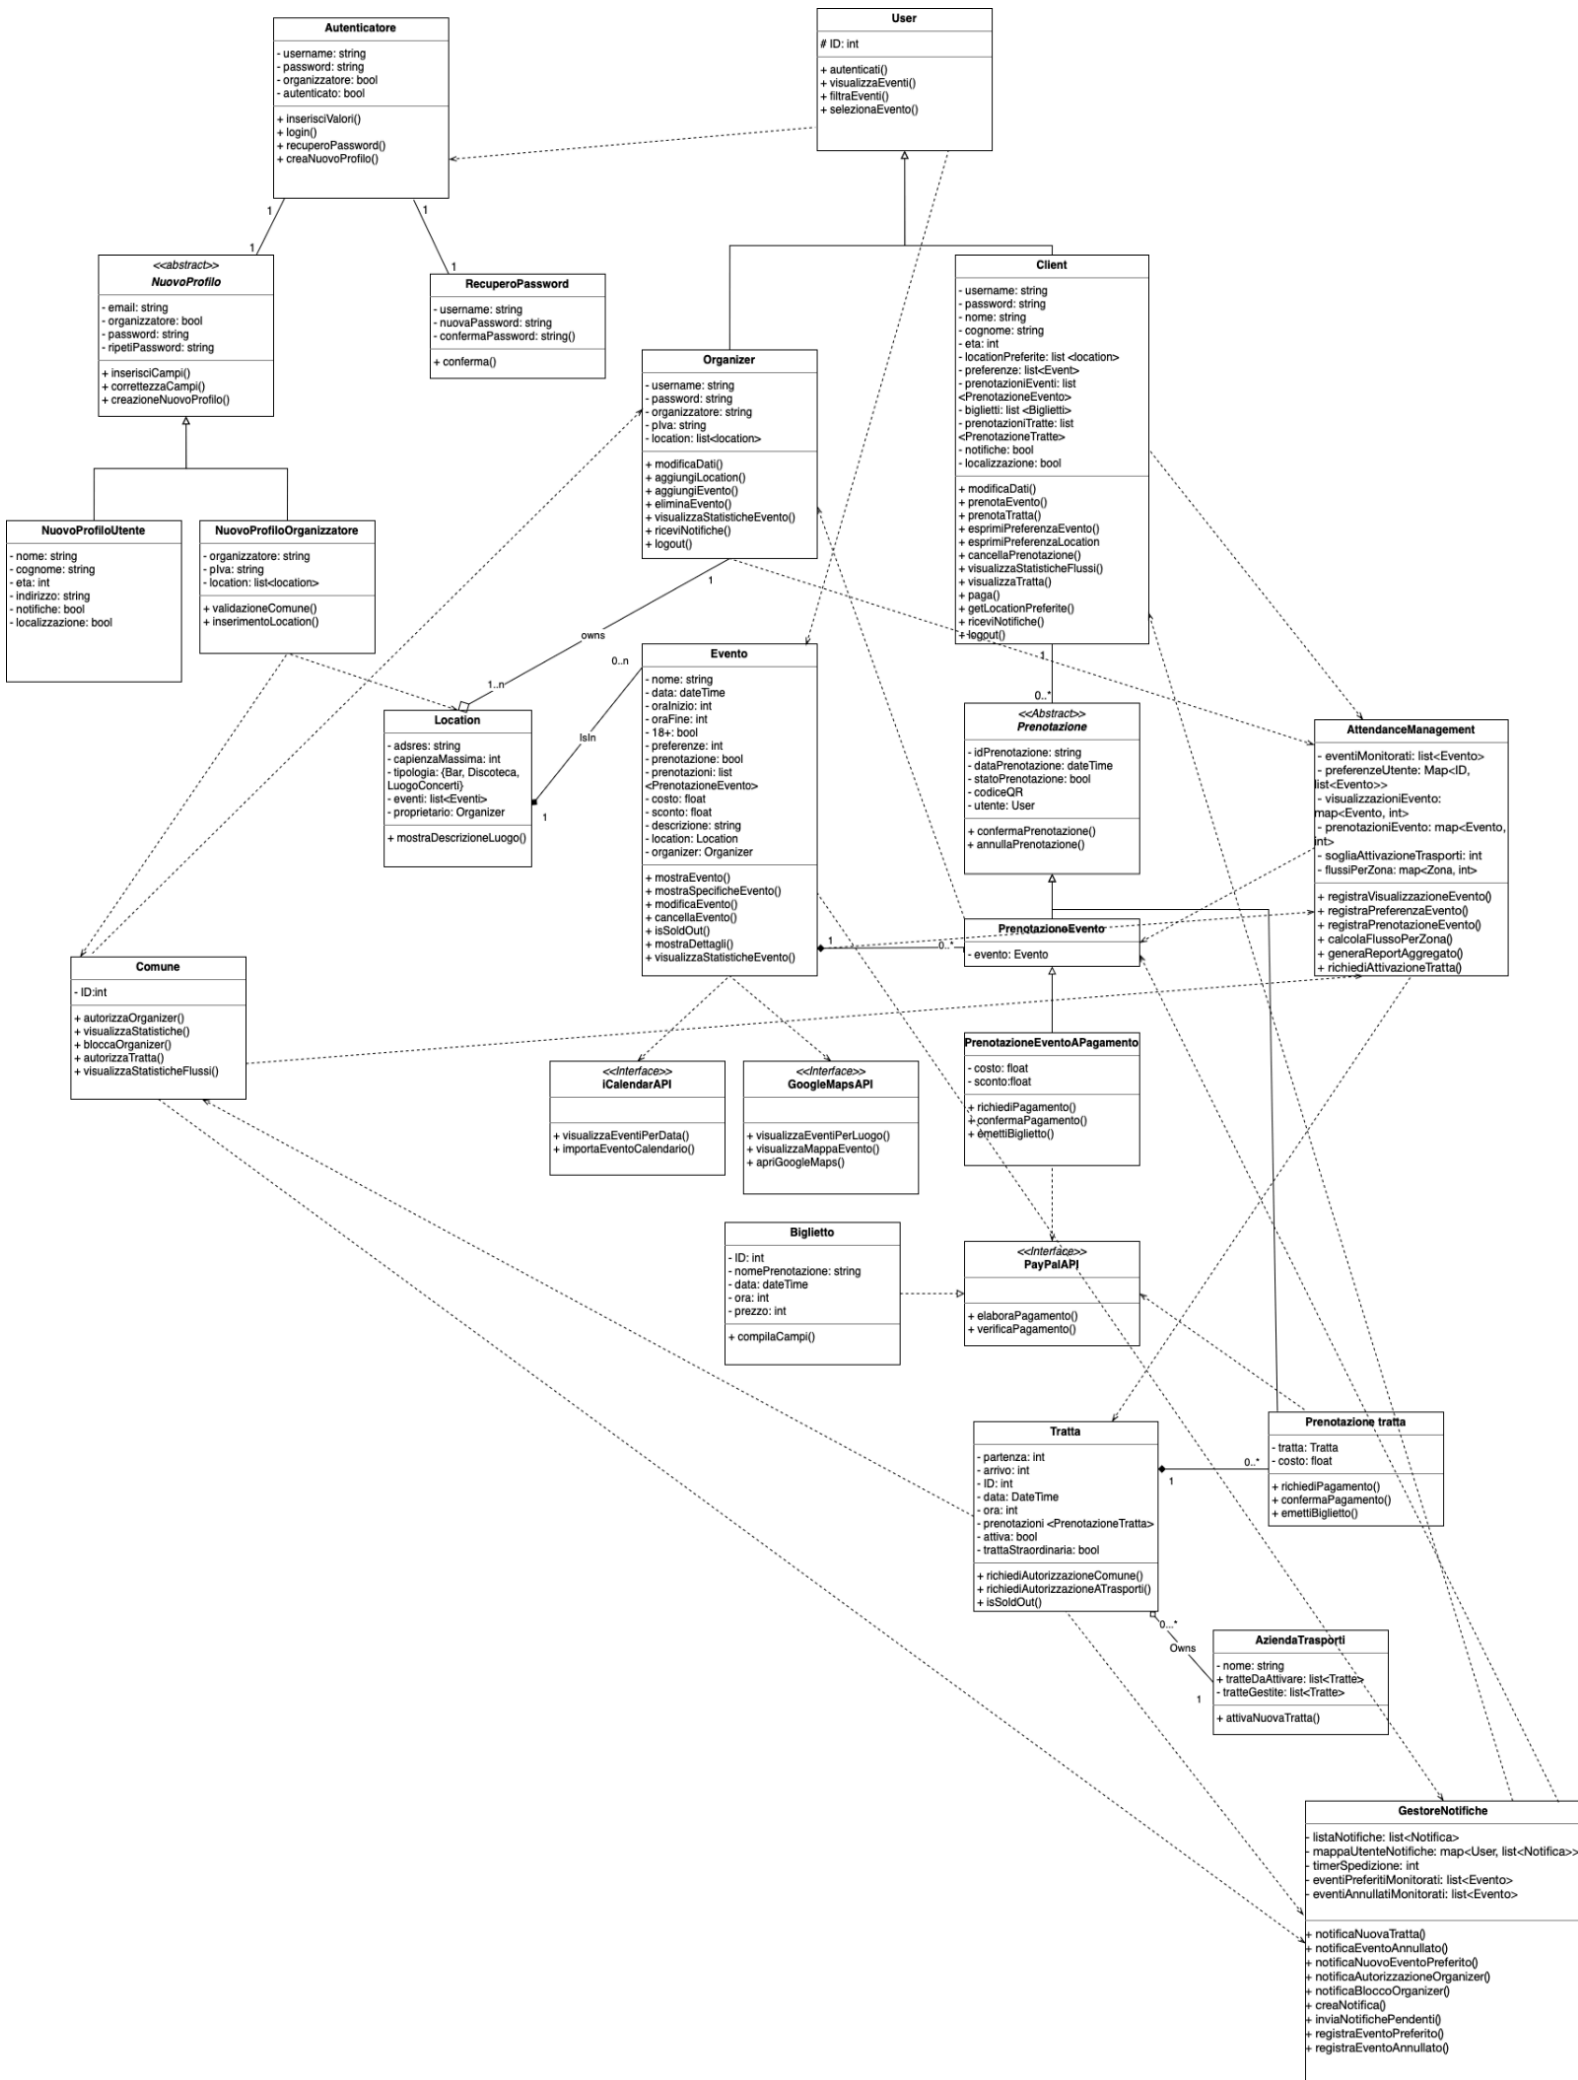 Autenticatore
- username: string
- password: string
- organizzatore: bool
- autenticato: bool
+ inserisciValori()
+ login()
+ recuperoPassword()
+ creaNuovoProfilo()
User
# ID: int
+ autenticati()
+ visualizzaEventi()
+ filtraEventi()
+ selezionaEvento()
1
1
1
1
<<abstract>>
NuovoProfilo
- email: string
- organizzatore: bool
- password: string
- ripetiPassword: string
+ inserisciCampi()
+ correttezzaCampi()
+ creazioneNuovoProfilo()
RecuperoPassword
- username: string
- nuovaPassword: string
- confermaPassword: string()
+ conferma()
Organizer
- username: string
- password: string
- organizzatore: string
- pIva: string
- location: list<location>
+ modificaDati()
+ aggiungiLocation()
+ aggiungiEvento()
+ eliminaEvento()
+ visualizzaStatisticheEvento()
+ riceviNotifiche()
+ logout()
Client
- username: string
- password: string
- nome: string
- cognome: string
- eta: int
- locationPreferite: list <location>
- preferenze: list<Event>
- prenotazioniEventi: list
<PrenotazioneEvento>
- biglietti: list <Biglietti>
- prenotazioniTratte: list
<PrenotazioneTratte>
- notifiche: bool
- localizzazione: bool
+ modificaDati()
+ prenotaEvento()
+ prenotaTratta()
+ esprimiPreferenzaEvento()
+ esprimiPreferenzaLocation
+ cancellaPrenotazione()
+ visualizzaStatisticheFlussi()
+ visualizzaTratta()
+ paga()
+ getLocationPreferite()
+ riceviNotifiche()
+ logout()
NuovoProfiloUtente
- nome: string
- cognome: string
- eta: int
- indirizzo: string
- notifiche: bool
- localizzazione: bool
NuovoProfiloOrganizzatore
- organizzatore: string
- pIva: string
- location: list<location>
+ validazioneComune()
+ inserimentoLocation()
1
owns
1..n
0..n
IsIn
1
Location
- adsres: string
- capienzaMassima: int
- tipologia: {Bar, Discoteca,
LuogoConcerti}
- eventi: list<Eventi>
- proprietario: Organizer
+ mostraDescrizioneLuogo()
Evento
- nome: string
- data: dateTime
- oraInizio: int
- oraFine: int
- 18+: bool
- preferenze: int
- prenotazione: bool
- prenotazioni: list
<PrenotazioneEvento>
- costo: float
- sconto: float
- descrizione: string
- location: Location
- organizer: Organizer
+ mostraEvento()
+ mostraSpecificheEvento()
+ modificaEvento()
+ cancellaEvento()
+ isSoldOut()
+ mostraDettagli()
+ visualizzaStatisticheEvento()
1
0..*
<<Abstract>>
Prenotazione
- idPrenotazione: string
- dataPrenotazione: dateTime
- statoPrenotazione: bool
- codiceQR
- utente: User
+ confermaPrenotazione()
+ annullaPrenotazione()
AttendanceManagement
- eventiMonitorati: list<Evento>
- preferenzeUtente: Map<ID,
list<Evento>>
- visualizzazioniEvento:
map<Evento, int>
- prenotazioniEvento: map<Evento,
int>
- sogliaAttivazioneTrasporti: int
- flussiPerZona: map<Zona, int>
+ registraVisualizzazioneEvento()
+ registraPreferenzaEvento()
+ registraPrenotazioneEvento()
+ calcolaFlussoPerZona()
+ generaReportAggregato()
+ richiediAttivazioneTratta()
1
0..*
PrenotazioneEvento
- evento: Evento
Comune
- ID:int
+ autorizzaOrganizer()
+ visualizzaStatistiche()
+ bloccaOrganizer()
+ autorizzaTratta()
+ visualizzaStatisticheFlussi()
PrenotazioneEventoAPagamento
- costo: float
- sconto:float
+ richiediPagamento()
+ confermaPagamento()
+ emettiBiglietto()
<<Interface>>
iCalendarAPI
+ visualizzaEventiPerData()
+ importaEventoCalendario()
<<Interface>>
GoogleMapsAPI
+ visualizzaEventiPerLuogo()
+ visualizzaMappaEvento()
+ apriGoogleMaps()
Biglietto
- ID: int
- nomePrenotazione: string
- data: dateTime
- ora: int
- prezzo: int
+ compilaCampi()
<<Interface>>
PayPalAPI
+ elaboraPagamento()
+ verificaPagamento()
Tratta
- partenza: int
- arrivo: int
- ID: int
- data: DateTime
- ora: int
- prenotazioni <PrenotazioneTratta>
- attiva: bool
- trattaStraordinaria: bool
+ richiediAutorizzazioneComune()
+ richiediAutorizzazioneATrasporti()
+ isSoldOut()
1
0..*
Prenotazione tratta
- tratta: Tratta
- costo: float
+ richiediPagamento()
+ confermaPagamento()
+ emettiBiglietto()
0...*
Owns
1
AziendaTrasporti
- nome: string
+ tratteDaAttivare: list<Tratte>
- tratteGestite: list<Tratte>
+ attivaNuovaTratta()
GestoreNotifiche
- listaNotifiche: list<Notifica>
- mappaUtenteNotifiche: map<User, list<Notifica>>
- timerSpedizione: int
- eventiPreferitiMonitorati: list<Evento>
- eventiAnnullatiMonitorati: list<Evento>
+ notificaNuovaTratta()
+ notificaEventoAnnullato()
+ notificaNuovoEventoPreferito()
+ notificaAutorizzazioneOrganizer()
+ notificaBloccoOrganizer()
+ creaNotifica()
+ inviaNotifichePendenti()
+ registraEventoPreferito()
+ registraEventoAnnullato()